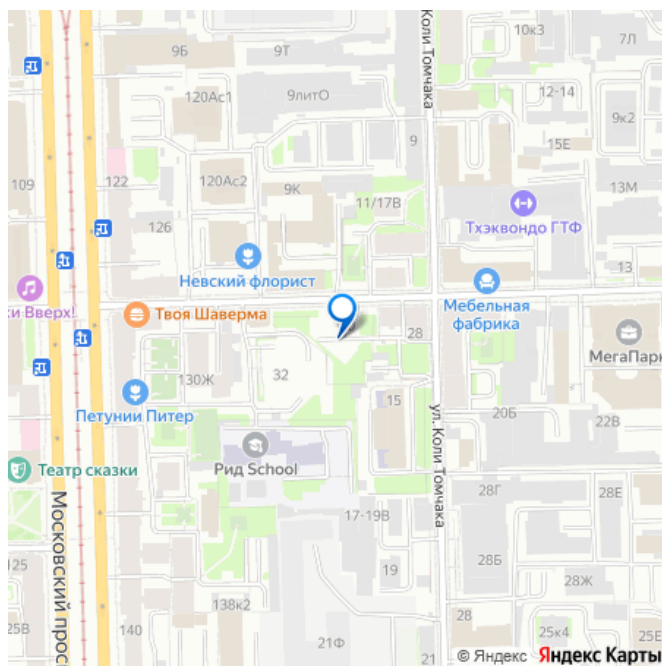 Коли Томчака
10к3
7Л
9Б
9Т
120Ас1
9литО
12-14
9к2
9
15Е
122
120Ас2
109
9К
11/17В
13М
Тхэквондо ГТФ
126
Невский флорист
13
ки Вверх!
Твоя Шаверма
28
Мебельная
фабрика
МегаПарк
32
130Ж
Петунии Питер
15
20Б
22В
ул. Коли Томчака
Рид School
Театр сказки
28Г
28Е
Московский прос
17-19В
125
28Б
19
28Ж
138к2
28
25В
140
21Ф
25к4
25Е
© Яндекс Яндекс Карты